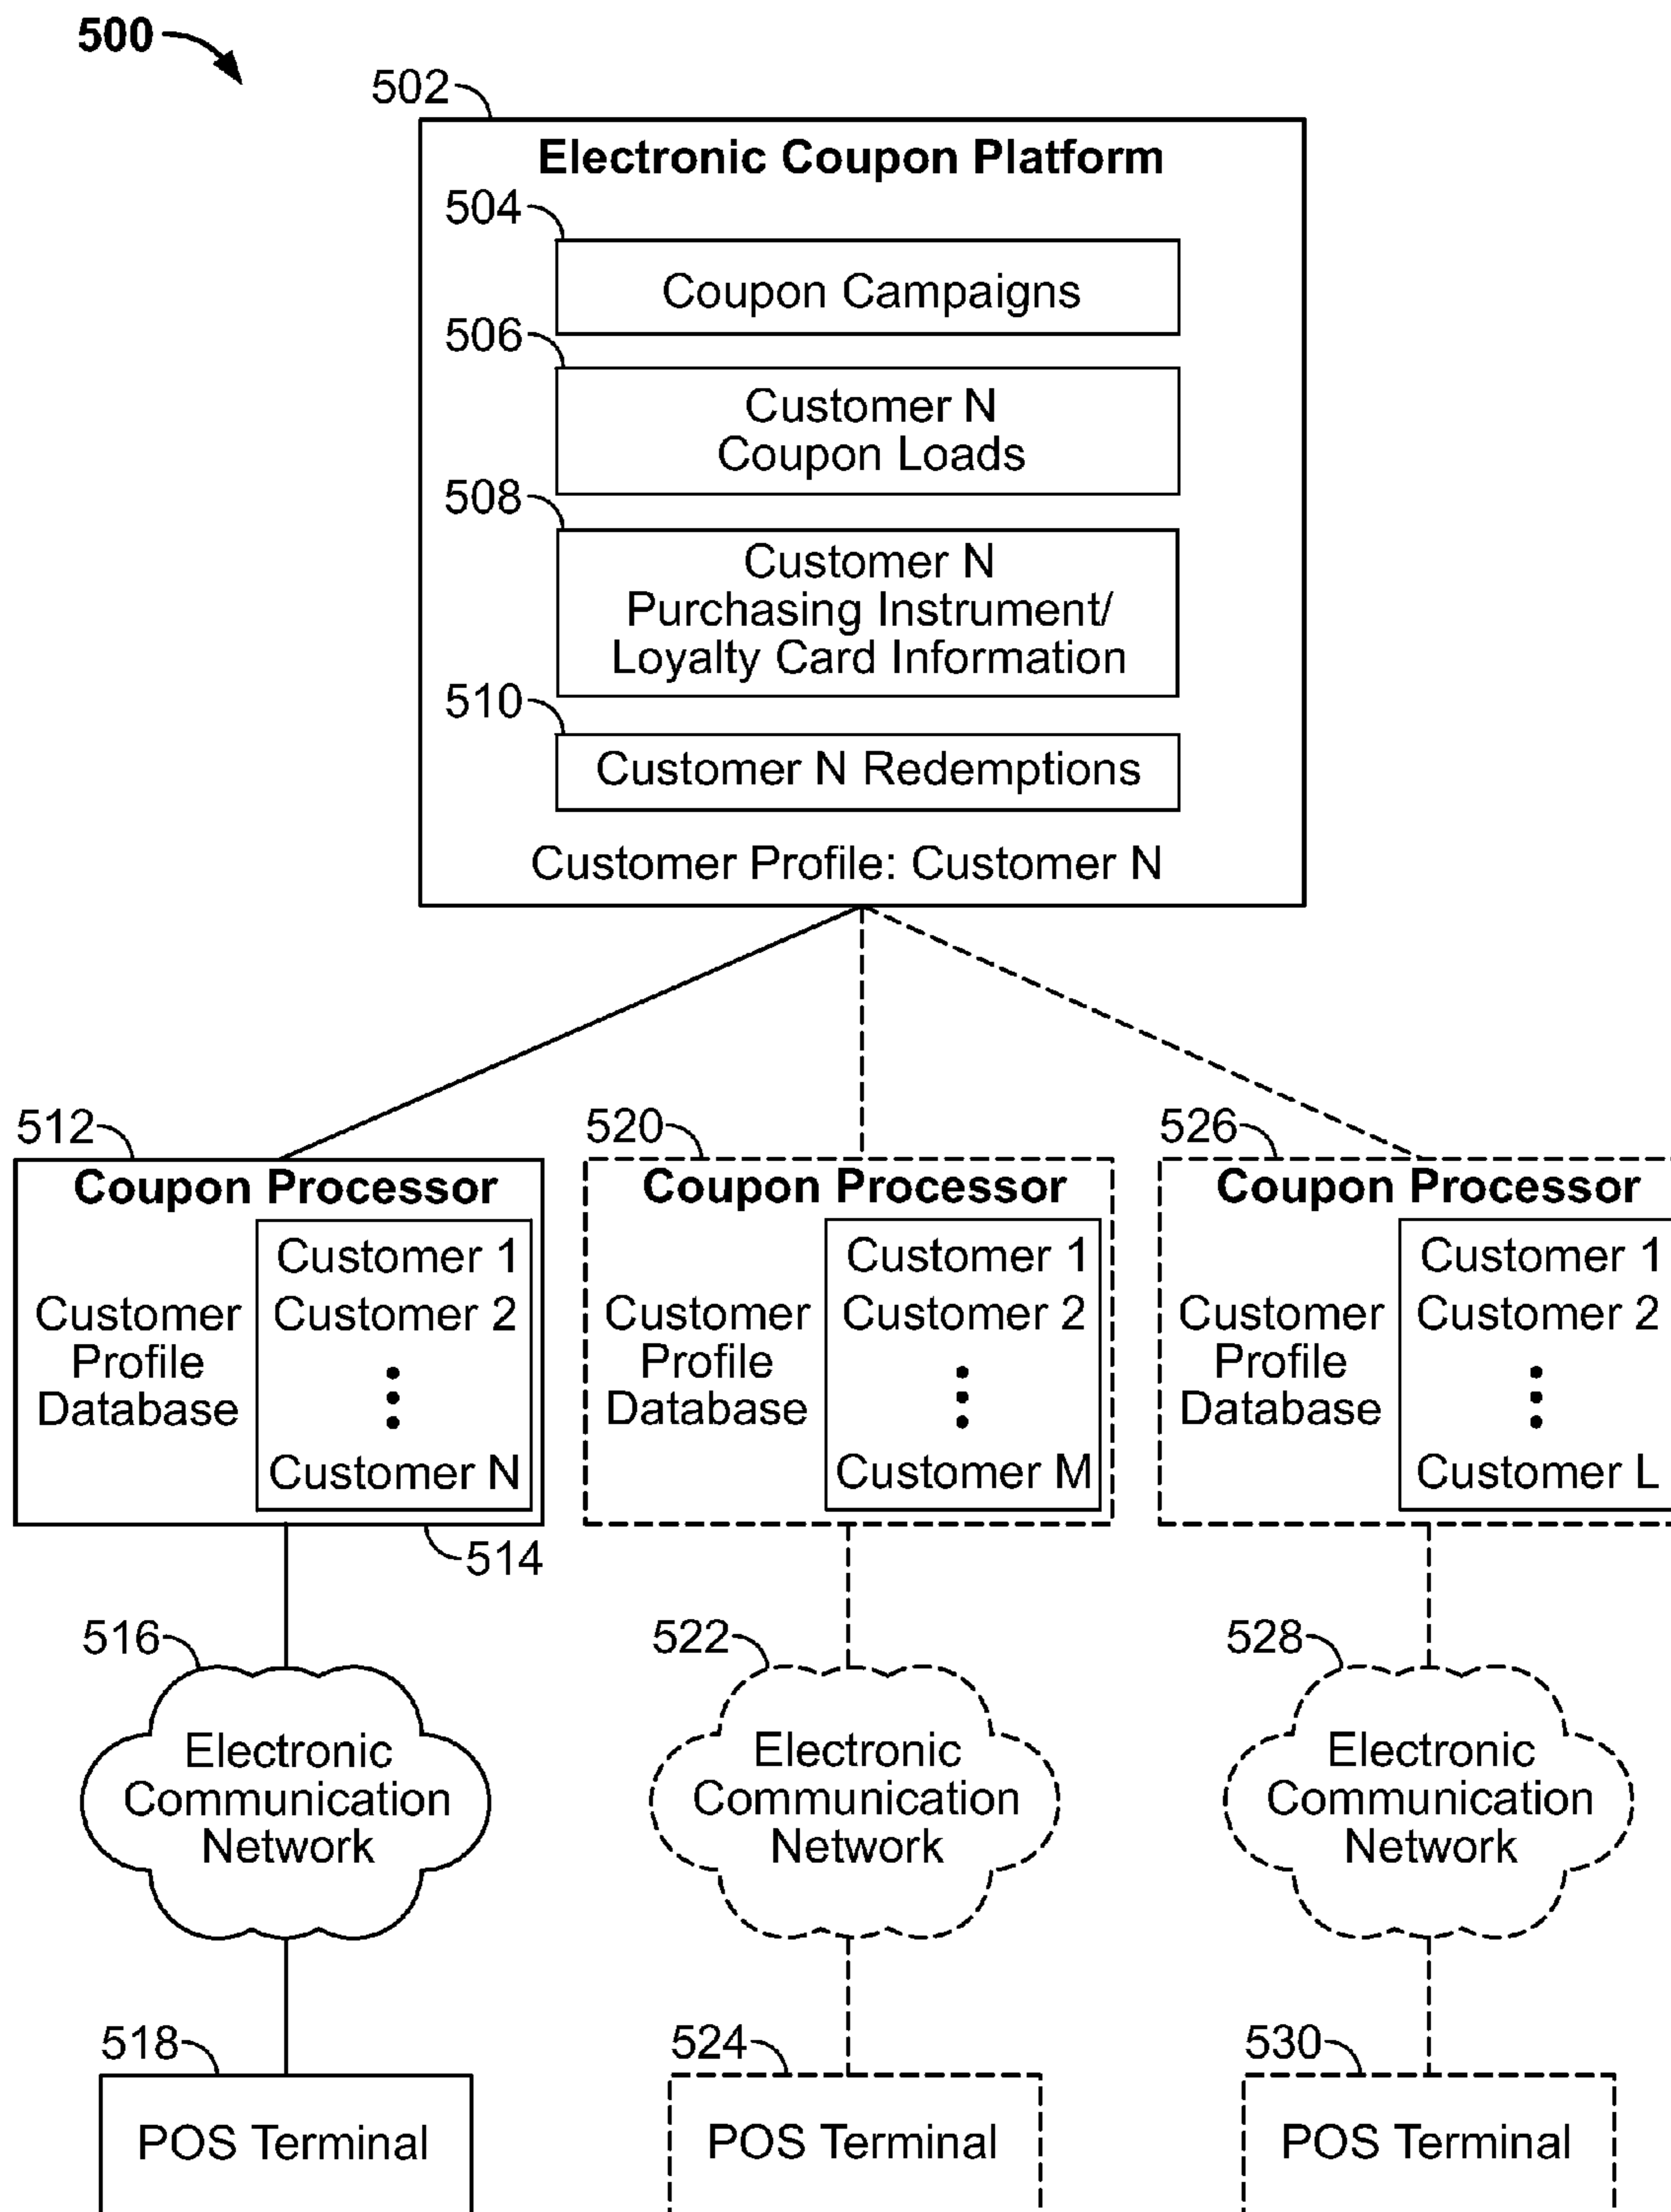 500
502
Electronic Coupon Platform
504
Coupon Campaigns
506
Customer N
Coupon Loads
508
Customer N
Purchasing Instrument/
Loyalty Card Information
510
Customer N Redemptions
Customer Profile: Customer N
512
Coupon Processor
Customer
Profile
Database
Customer 1
Customer 2
Customer N
514
520
Coupon Processor
Customer
Profile
Database
Customer 1
Customer 2
Customer M
526
Coupon Processor
Customer
Profile
Database
Customer 1
Customer 2
Customer L
516
Electronic
Communication
Network
522
Electronic
Communication
Network
528
Electronic
Communication
Network
518
POS Terminal
524
POS Terminal
530
POS Terminal